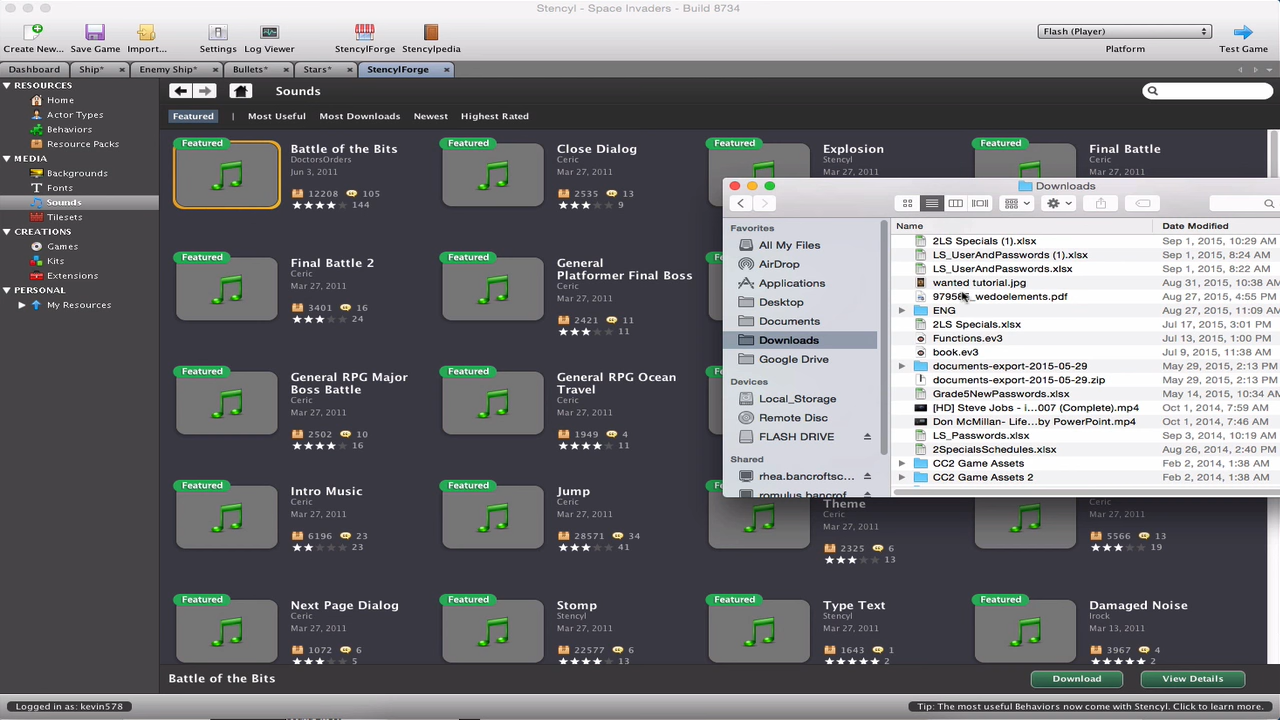 Stencyl - Space Invaders - Build 8734
Create New... Save Game Import... Settings Log Viewer StencylForge Stencylpedia Flash (Player) Platform Test Game
Dashboard Ship* Enemy Ship* Bullets* Stars* StencylForge
RESOURCES
Home
Actor Types
Behaviors
Resource Packs
MEDIA
Backgrounds
Fonts
Sounds
Tilesets
CREATIONS
Games
Kits
Extensions
PERSONAL
My Resources
Sounds
Featured | Most Useful Most Downloads Newest Highest Rated
Featured
Battle of the Bits
DoctorsOrders
Jun 3, 2011
12208 105
144
Featured
Close Dialog
Ceric
Mar 27, 2011
2535 13
9
Featured
Explosion
Stencyl
Mar 27, 2011
Featured
Final Battle
Ceric
Mar 27, 2011
Featured
Final Battle 2
Ceric
Mar 27, 2011
3401 16
24
Featured
General
Platformer Final Boss
Ceric
Mar 27, 2011
2421 11
11
Featured
General RPG Major
Boss Battle
Ceric
Mar 27, 2011
2502 10
16
Featured
General RPG Ocean
Travel
Ceric
Mar 27, 2011
1949 4
11
Featured
Intro Music
Ceric
Mar 27, 2011
6196 23
23
Featured
Jump
Ceric
Mar 27, 2011
28571 34
41
Theme
Ceric
Mar 27, 2011
2325 6
13
Ceric
Mar 27, 2011
5566 13
19
Featured
Next Page Dialog
Ceric
Mar 27, 2011
1072 6
5
Featured
Stomp
Stencyl
Mar 27, 2011
22577 6
13
Featured
Type Text
Ceric
Mar 27, 2011
1643 1
2
Featured
Damaged Noise
Irock
Mar 13, 2011
3967 4
2
Downloads
Favorites
All My Files
AirDrop
Applications
Desktop
Documents
Downloads
Google Drive
Devices
Local_Storage
Remote Disc
FLASH DRIVE
Shared
rhea.bancroftsc...
romulus.bancrof...
Name Date Modified
2LS Specials (1).xlsx Sep 1, 2015, 10:29 AM
LS_UserAndPasswords (1).xlsx Sep 1, 2015, 8:24 AM
LS_UserAndPasswords.xlsx Sep 1, 2015, 8:22 AM
wanted tutorial.jpg Aug 31, 2015, 10:38 AM
_wedoelements.pdf Aug 27, 2015, 4:55 PM
ENG Aug 27, 2015, 11:09 AM
2LS Specials.xlsx Jul 17, 2015, 3:01 PM
Functions.ev3 Jul 13, 2015, 1:00 PM
book.ev3 Jul 9, 2015, 11:38 AM
documents-export-2015-05-29 May 29, 2015, 2:13 PM
documents-export-2015-05-29.zip May 29, 2015, 2:13 PM
Grade5NewPasswords.xlsx May 14, 2015, 10:34 AM
[HD] Steve Jobs - i...007 (Complete).mp4 Oct 1, 2014, 7:59 AM
Don McMillan- Life...by PowerPoint.mp4 Oct 1, 2014, 7:46 AM
LS_Passwords.xlsx Sep 3, 2014, 10:19 AM
2SpecialsSchedules.xlsx Aug 26, 2014, 2:40 PM
CC2 Game Assets Feb 2, 2014, 1:38 AM
CC2 Game Assets 2 Feb 2, 2014, 1:38 AM
Battle of the Bits Download View Details
Logged in as: kevin578 Tip: The most useful Behaviors now come with Stencyl. Click to learn more.